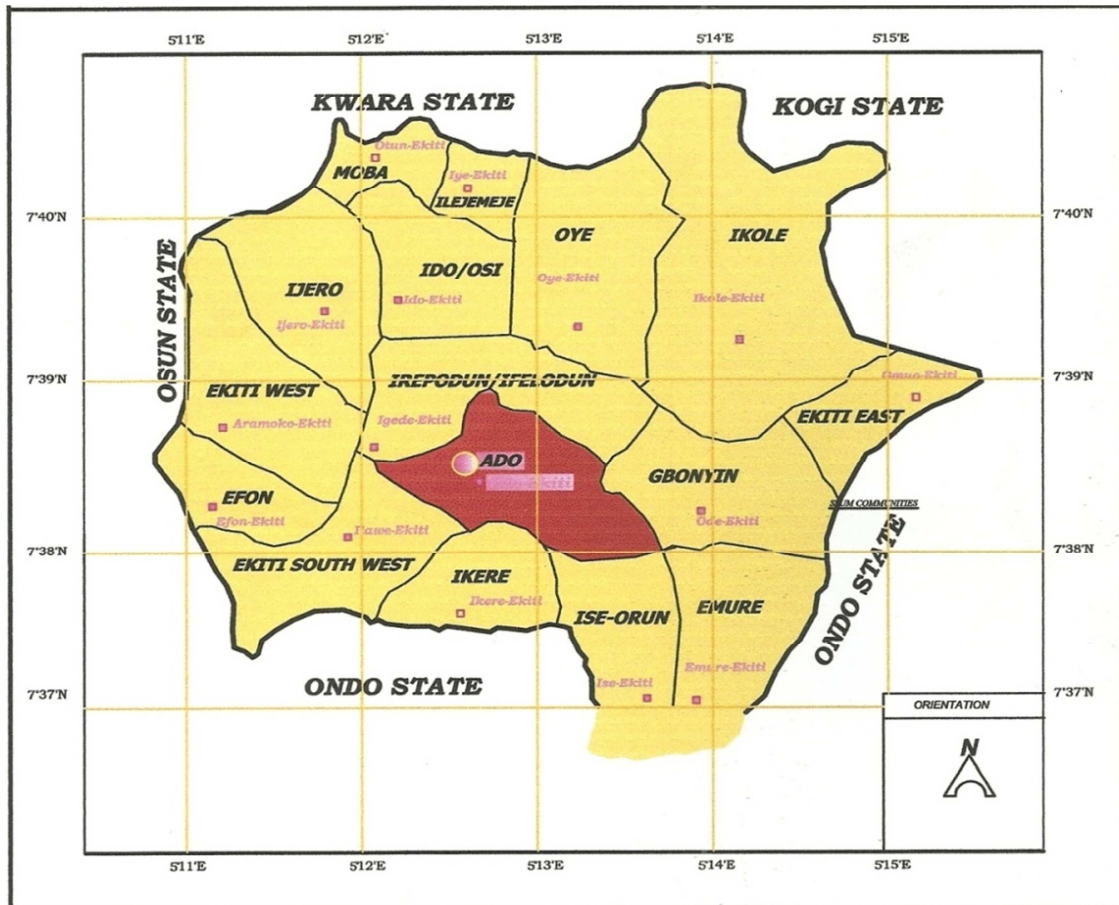 5'11'E 5'12'E 5'13'E 5'14'E 5'15'E
KWARA STATE
KOGI STATE
Otun-Ekiti
MOBA
Iye-Ekiti
ILEJEMEJE
7'40'N 7'40'N
OYE
IKOLE
IDO/OSI
Oye-Ekiti
IJERO
Ido-Ekiti
Ikole-Ekiti
OSUN STATE
Ijero-Ekiti
7'39'N 7'39'N
IREPODUN/IFELODUN
Omuo-Ekiti
EKITI WEST
EKITI EAST
Igede-Ekiti
Aramoko-Ekiti
ADO
GBONYIN
EFON
Efon-Ekiti
Ode-Ekiti
I'awe-Ekiti
7'38'N 7'38'N
EKITI SOUTH WEST
IKERE
Ikere-Ekiti
ISE-ORUN
EMURE
ONDO STATE
Ise-Ekiti
Emure-Ekiti
ONDO STATE
7'37'N 7'37'N
ORIENTATION
N
5'11'E 5'12'E 5'13'E 5'14'E 5'15'E